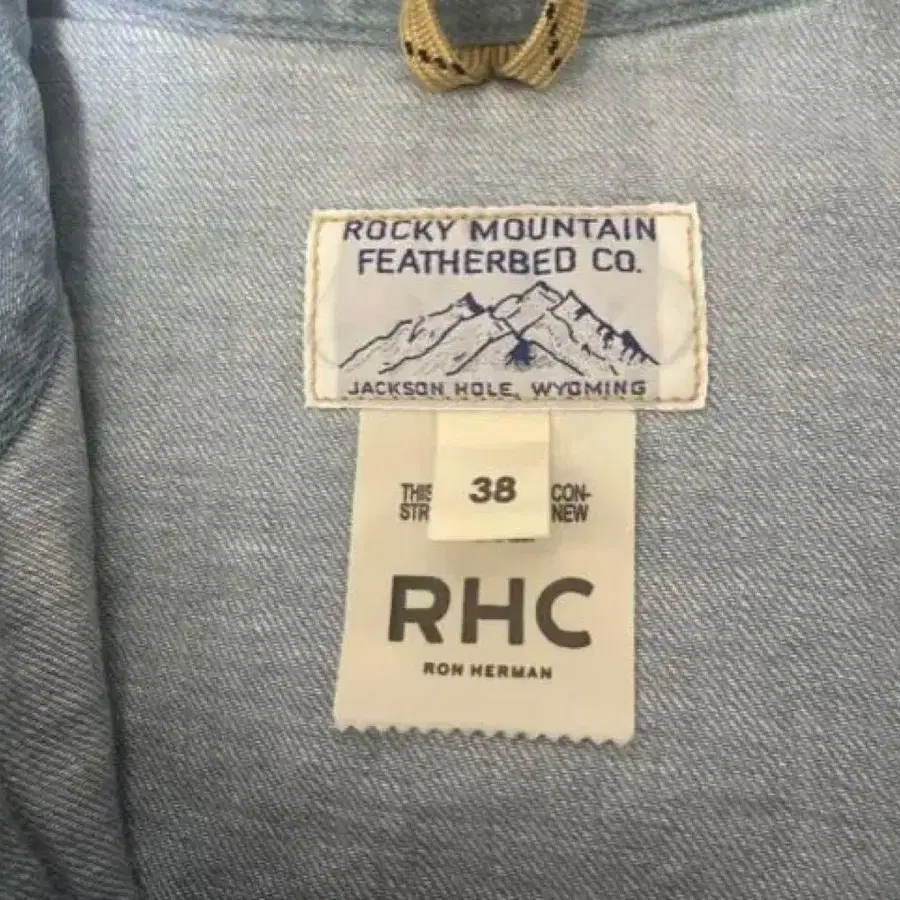 ROCKY MOUNTAIN
FEATHERBED CO.
JACKSON HOLE, WYOMING
38
THIS CON-
STR NEW
RHC
RON HERMAN